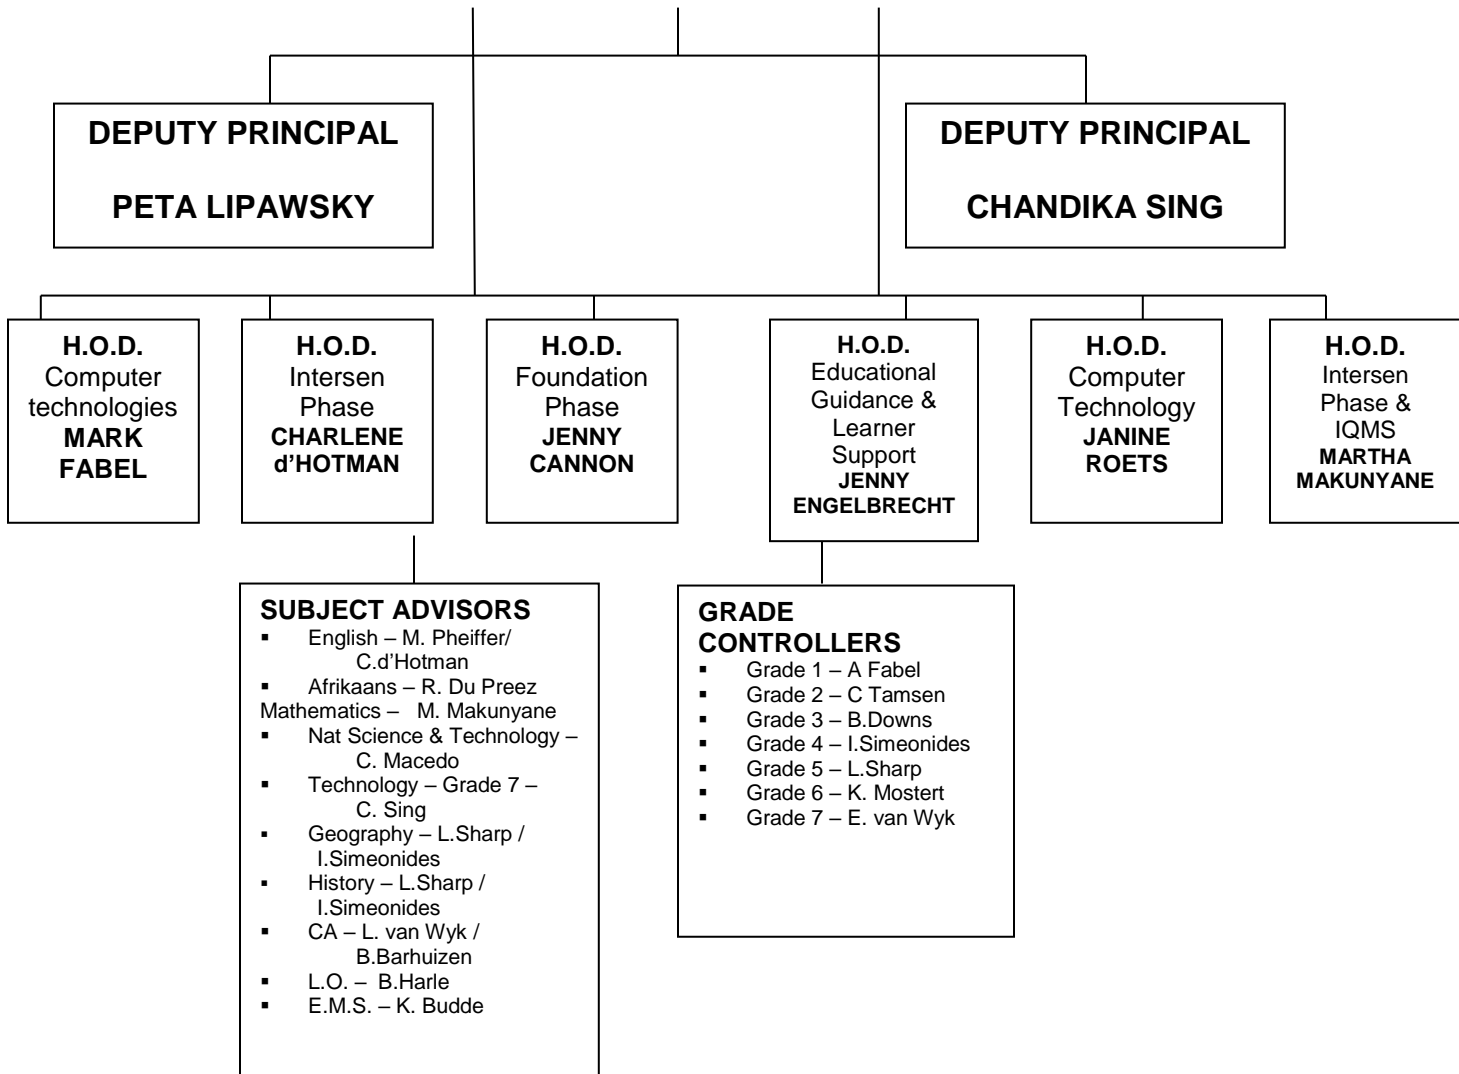 DEPUTY PRINCIPAL
PETA LIPAWSKY
DEPUTY PRINCIPAL
CHANDIKA SING
H.O.D.
Computer
technologies
MARK
FABEL
H.O.D.
Intersen
Phase
CHARLENE
d’HOTMAN
H.O.D.
Foundation
Phase
JENNY
CANNON
H.O.D.
Educational
Guidance &
Learner
Support
JENNY
ENGELBRECHT
H.O.D.
Computer
Technology
JANINE
ROETS
H.O.D.
Intersen
Phase &
IQMS
MARTHA
MAKUNYANE
SUBJECT ADVISORS
▪ English – M. Pheiffer/
C.d’Hotman
▪ Afrikaans – R. Du Preez
Mathematics – M. Makunyane
▪ Nat Science & Technology –
C. Macedo
▪ Technology – Grade 7 –
C. Sing
▪ Geography – L.Sharp /
I.Simeonides
▪ History – L.Sharp /
I.Simeonides
▪ CA – L. van Wyk /
B.Barhuizen
▪ L.O. – B.Harle
▪ E.M.S. – K. Budde
GRADE
CONTROLLERS
▪ Grade 1 – A Fabel
▪ Grade 2 – C Tamsen
▪ Grade 3 – B.Downs
▪ Grade 4 – I.Simeonides
▪ Grade 5 – L.Sharp
▪ Grade 6 – K. Mostert
▪ Grade 7 – E. van Wyk